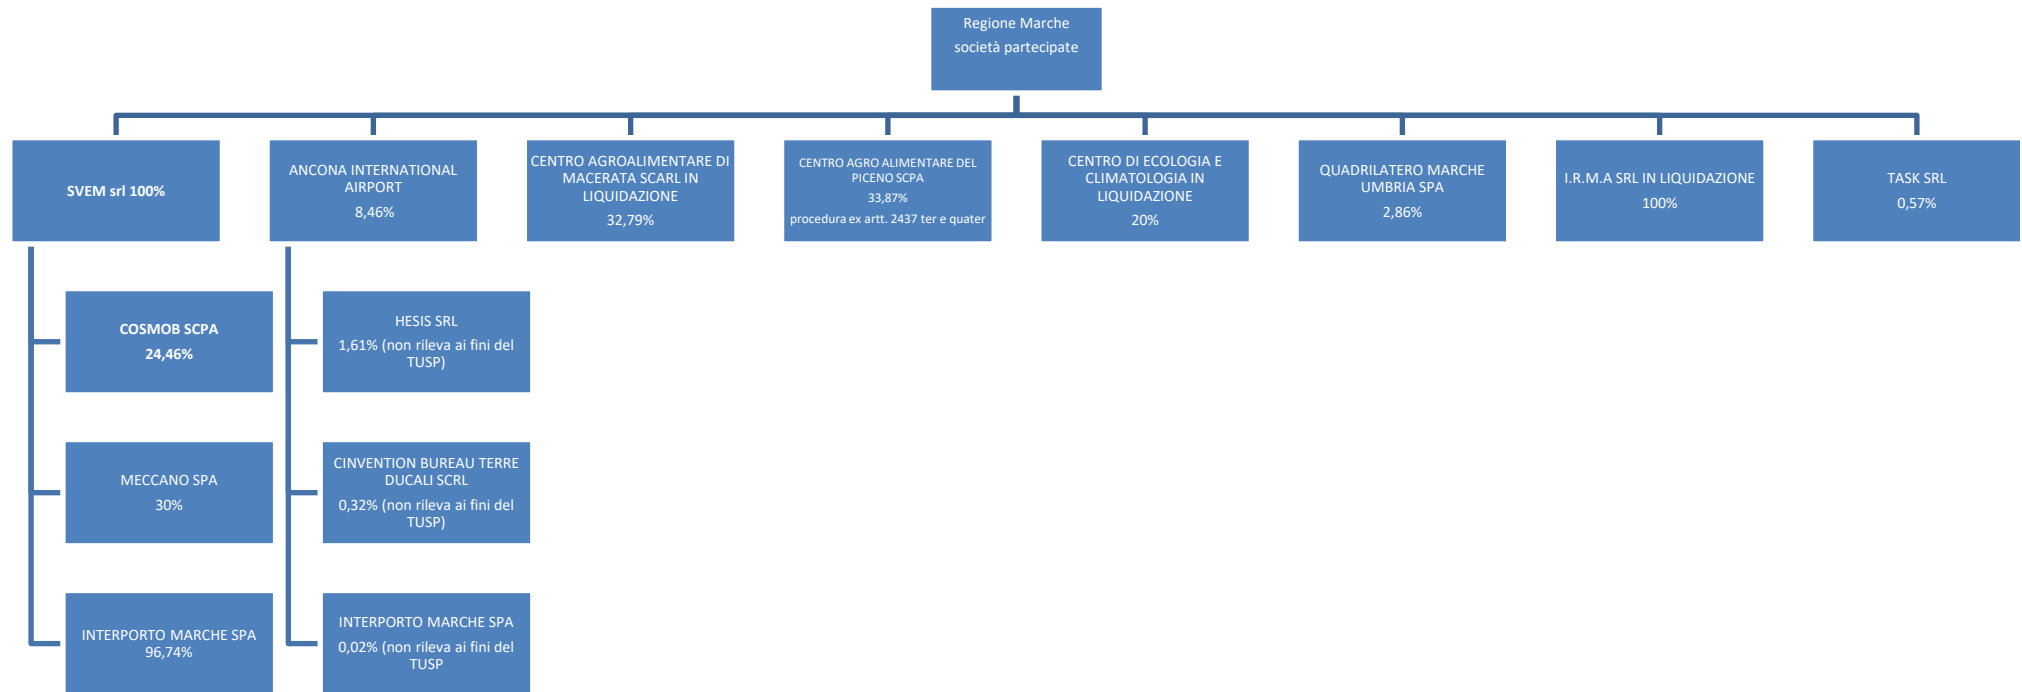 Regione Marche
società partecipate
SVEM srl 100%
ANCONA INTERNATIONAL
AIRPORT
8,46%
CENTRO AGROALIMENTARE DI
MACERATA SCARL IN
LIQUIDAZIONE
32,79%
CENTRO AGRO ALIMENTARE DEL
PICENO SCPA
33,87%
procedura ex artt. 2437 ter e quater
CENTRO DI ECOLOGIA E
CLIMATOLOGIA IN
LIQUIDAZIONE
20%
QUADRILATERO MARCHE
UMBRIA SPA
2,86%
I.R.M.A SRL IN LIQUIDAZIONE
100%
TASK SRL
0,57%
COSMOB SCPA
24,46%
MECCANO SPA
30%
INTERPORTO MARCHE SPA
96,74%
HESIS SRL
1,61% (non rileva ai fini del
TUSP)
CINVENTION BUREAU TERRE
DUCALI SCRL
0,32% (non rileva ai fini del
TUSP)
INTERPORTO MARCHE SPA
0,02% (non rileva ai fini del
TUSP